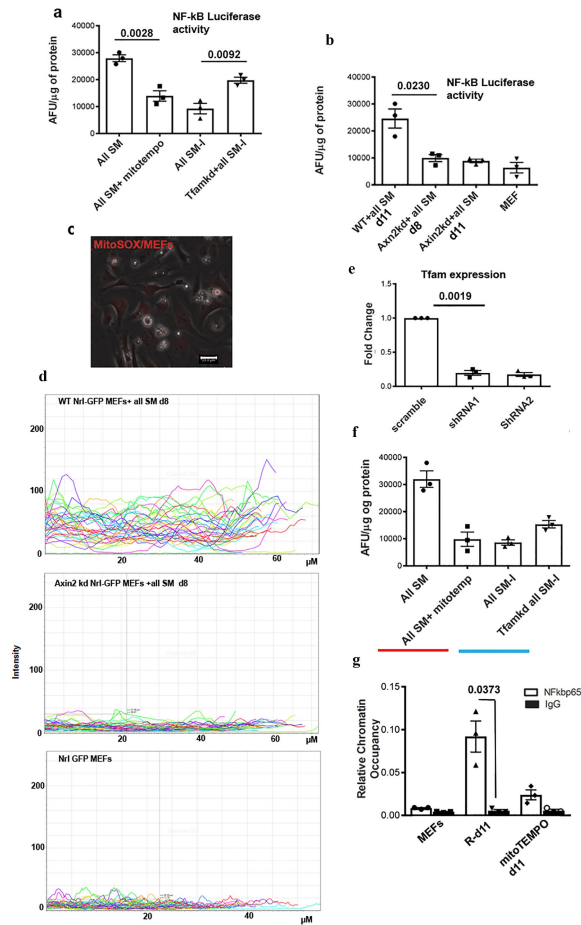 a
NF-kB Luciferase
activity
0.0028
0.0092
AFU/μg of protein
40000
30000
20000
10000
0
All SM
All SM+ mitotempo
All SM-I
Tfamkd+all SM-I
b
NF-kB Luciferase
activity
0.0230
AFU/μg of protein
40000
30000
20000
10000
0
WT+all SM
d11
Axn2kd+ all SM
d8
Axin2kd+all SM
d11
MEF
c
MitoSOX/MEFs
d
WT Nrl-GFP MEFs+ all SM d8
200
100
0
20
40
60
μM
Axin2 kd Nrl-GFP MEFs +all SM d8
200
100
0
20
40
60
μM
Intensity
Nrl GFP MEFs
200
100
0
20
40
60
μM
e
Tfam expression
0.0019
Fold Change
1.5
1.0
0.5
0.0
scramble
shRNA1
ShRNA2
f
AFU/μg og protein
40000
30000
20000
10000
0
All SM
All SM+ mitotemp
All SM-I
Tfamkd all SM-I
g
NFkbp65
IgG
0.0373
Relative Chromatin
Occupancy
0.15
0.10
0.05
0.00
MEFs
R-d11
mitoTEMPO
d11